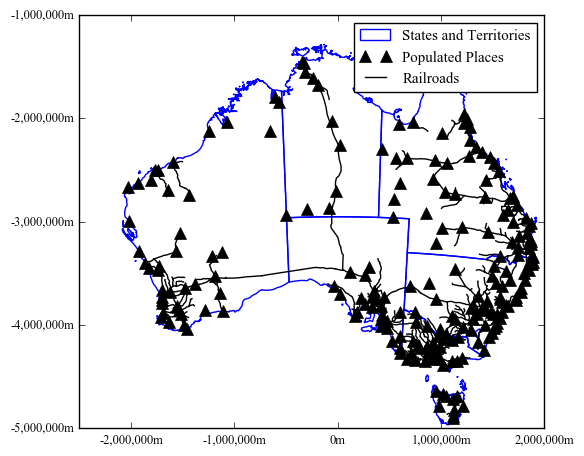 -1,000,000m
States and Territories
Populated Places
Railroads
-2,000,000m
-3,000,000m
-4,000,000m
-5,000,000m
-2,000,000m -1,000,000m 0m 1,000,000m 2,000,000m